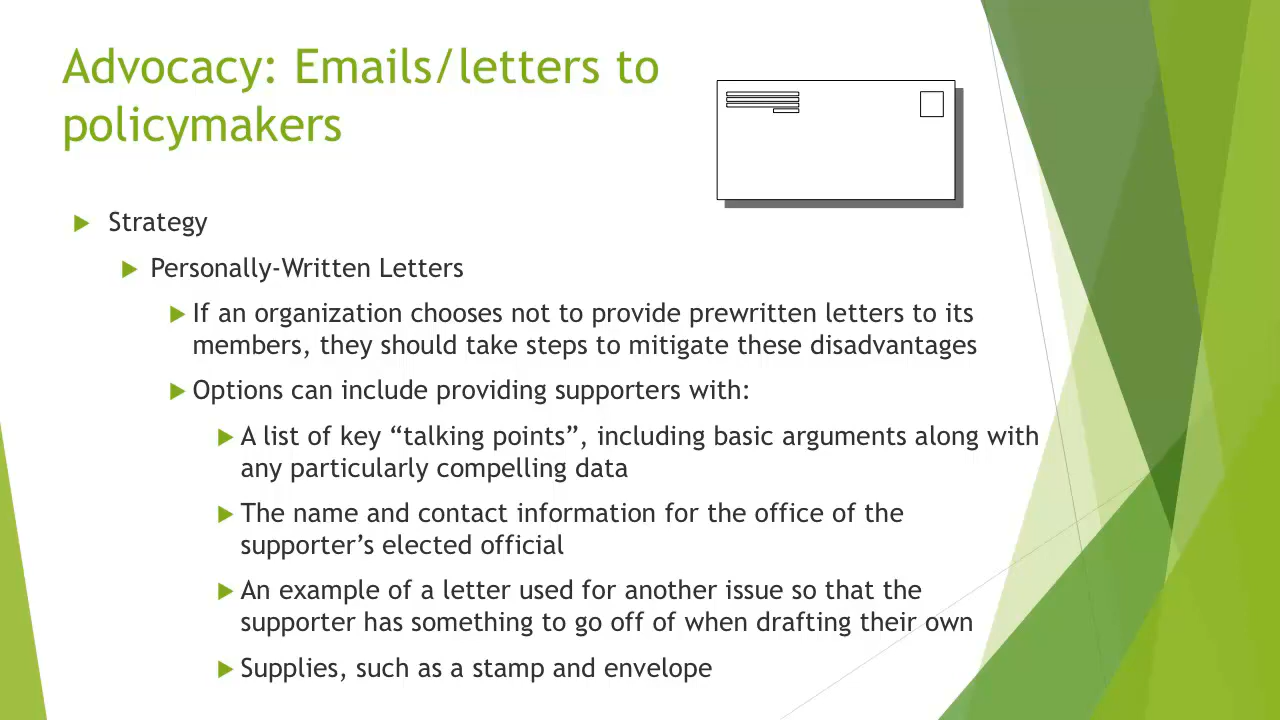 Advocacy: Emails/letters to
policymakers
Strategy
Personally-Written Letters
If an organization chooses not to provide prewritten letters to its
members, they should take steps to mitigate these disadvantages
Options can include providing supporters with:
A list of key “talking points”, including basic arguments along with
any particularly compelling data
The name and contact information for the office of the
supporter’s elected official
An example of a letter used for another issue so that the
supporter has something to go off of when drafting their own
Supplies, such as a stamp and envelope